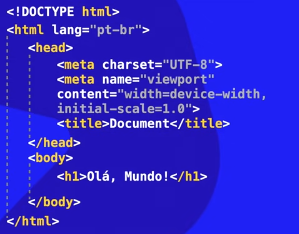 <!DOCTYPE html>
<html lang="pt-br">
<head>
<meta charset="UTF-8">
<meta name="viewport"
content="width=device-width,
initial-scale=1.0">
<title>Document</title>
</head>
<body>
<h1>Olá, Mundo!</h1>
</body>
</html>